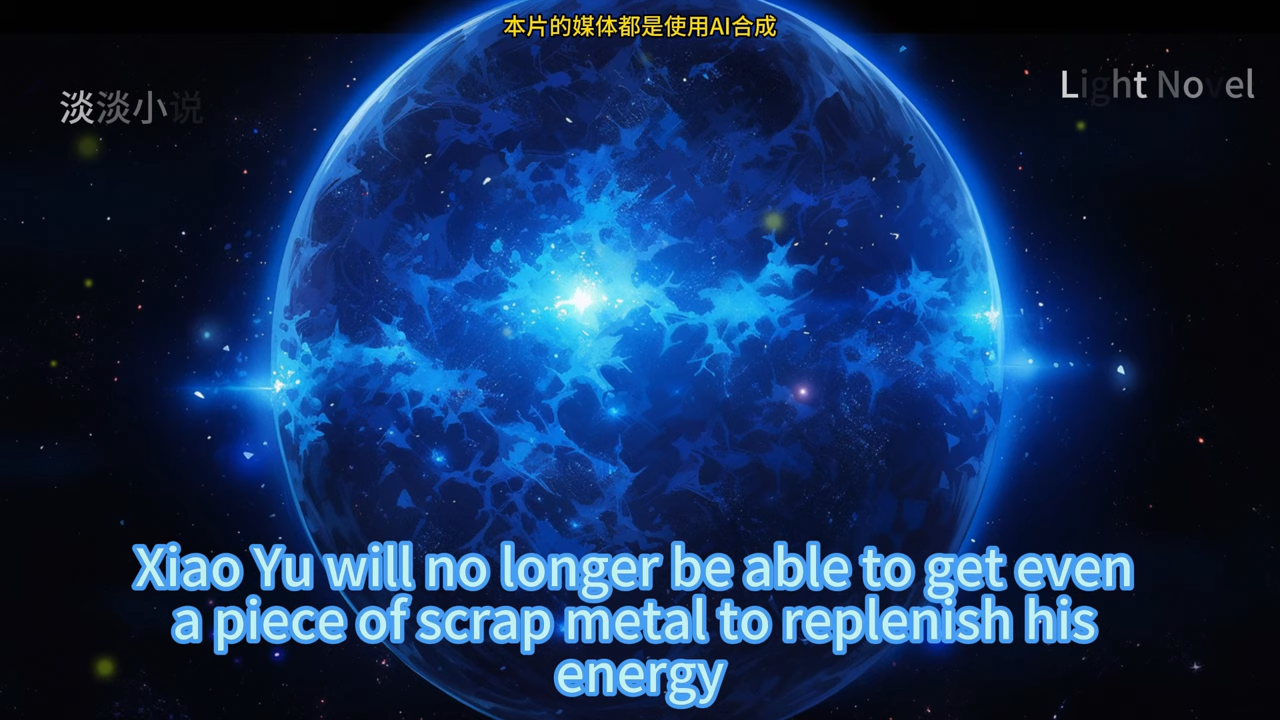 本片的媒体都是使用AI合成
淡淡小说
Light Novel
Xiao Yu will no longer be able to get even
a piece of scrap metal to replenish his
energy